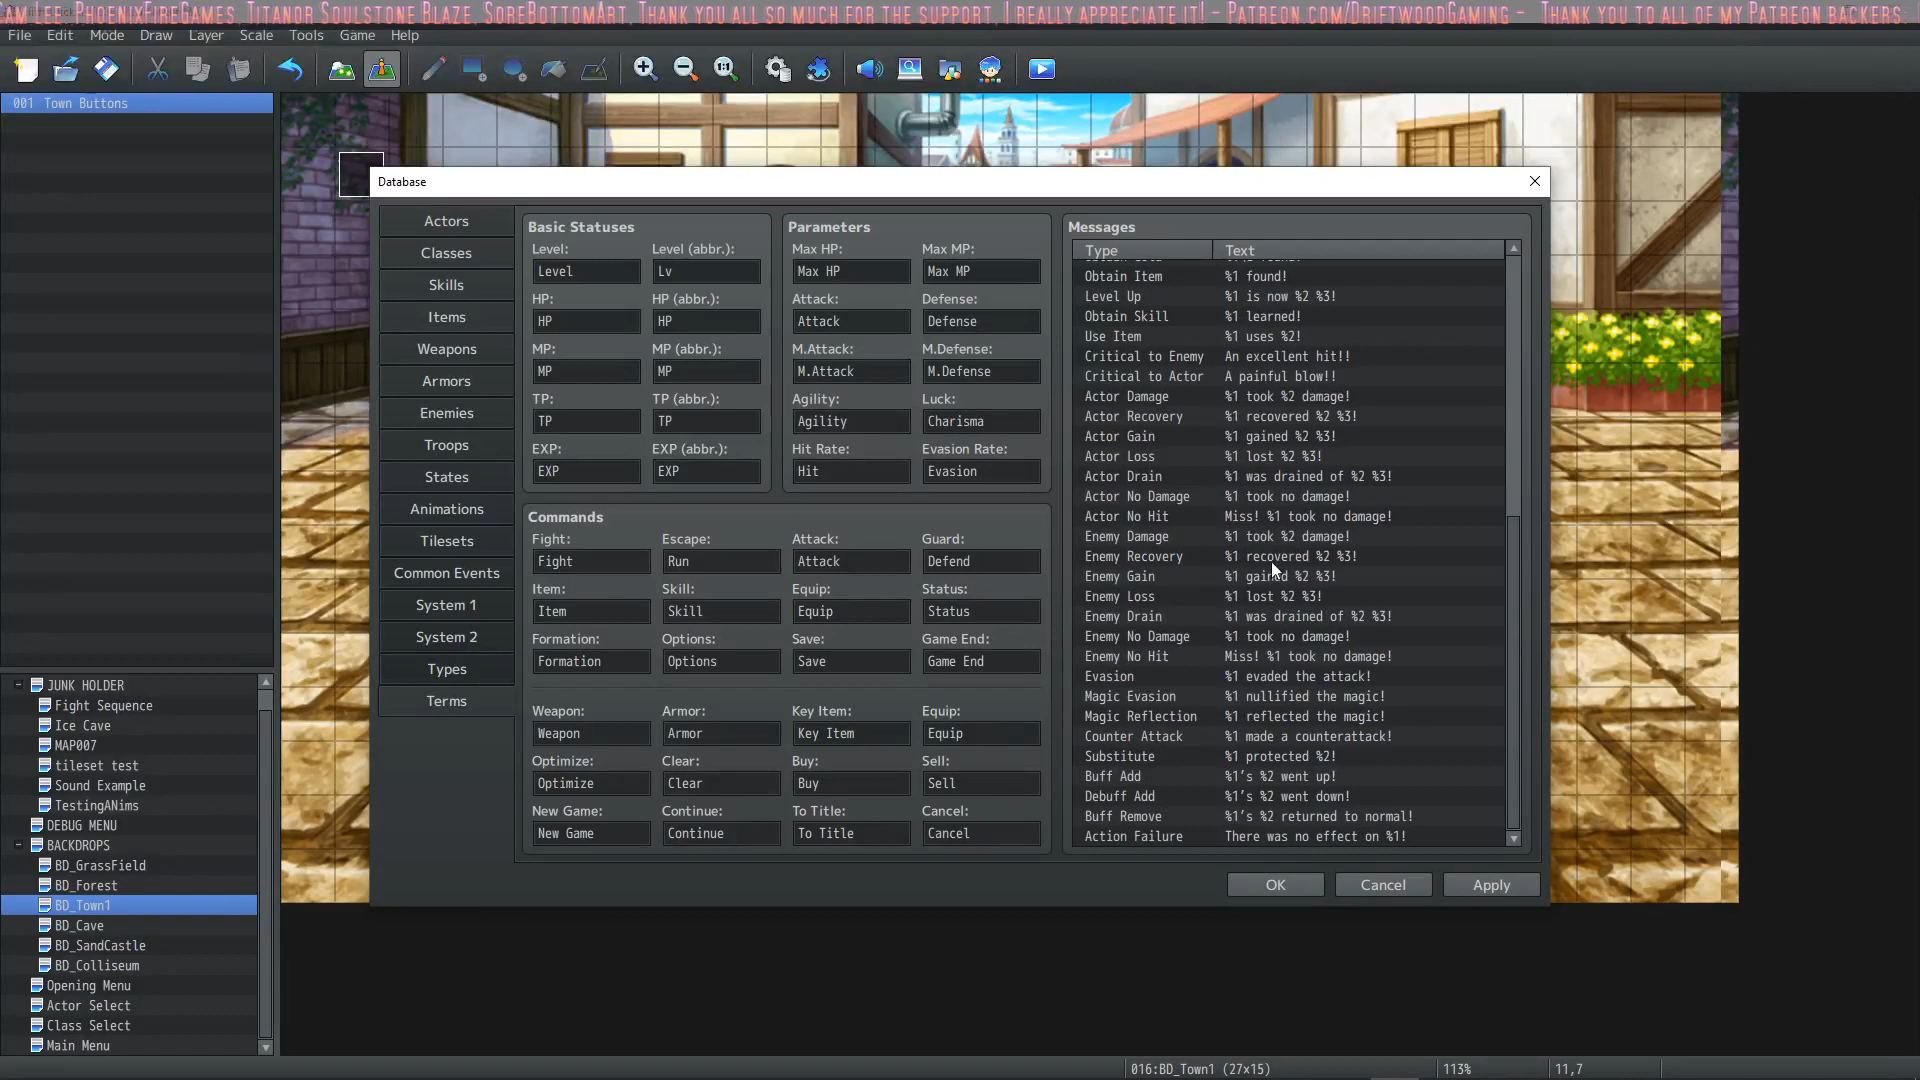 amflee, PhoenixFireGames, Titanor Soulstone Blaze, SoreBottomArt, Thank you all so much for the support, I really appreciate it! - Patreon.com/DriftwoodGaming - Thank you to all of my Patreon backers.
File Edit Mode Draw Layer Scale Tools Game Help
001 Town Buttons
Database
Actors
Classes
Skills
Items
Weapons
Armors
Enemies
Troops
States
Animations
Tilesets
Common Events
System 1
System 2
Types
Terms
Basic Statuses
Level: Level (abbr.):
Level Lv
HP: HP (abbr.):
HP HP
MP: MP (abbr.):
MP MP
TP: TP (abbr.):
TP TP
EXP: EXP (abbr.):
EXP EXP
Parameters
Max HP: Max MP:
Max HP Max MP
Attack: Defense:
Attack Defense
M.Attack: M.Defense:
M.Attack M.Defense
Agility: Luck:
Agility Charisma
Hit Rate: Evasion Rate:
Hit Evasion
Commands
Fight: Escape: Attack: Guard:
Fight Run Attack Defend
Item: Skill: Equip: Status:
Item Skill Equip Status
Formation: Options: Save: Game End:
Formation Options Save Game End
Weapon: Armor: Key Item: Equip:
Weapon Armor Key Item Equip
Optimize: Clear: Buy: Sell:
Optimize Clear Buy Sell
New Game: Continue: To Title: Cancel:
New Game Continue To Title Cancel
Messages
Type Text
Obtain Item %1 found!
Level Up %1 is now %2 %3!
Obtain Skill %1 learned!
Use Item %1 uses %2!
Critical to Enemy An excellent hit!!
Critical to Actor A painful blow!!
Actor Damage %1 took %2 damage!
Actor Recovery %1 recovered %2 %3!
Actor Gain %1 gained %2 %3!
Actor Loss %1 lost %2 %3!
Actor Drain %1 was drained of %2 %3!
Actor No Damage %1 took no damage!
Actor No Hit Miss! %1 took no damage!
Enemy Damage %1 took %2 damage!
Enemy Recovery %1 recovered %2 %3!
Enemy Gain %1 gained %2 %3!
Enemy Loss %1 lost %2 %3!
Enemy Drain %1 was drained of %2 %3!
Enemy No Damage %1 took no damage!
Enemy No Hit Miss! %1 took no damage!
Evasion %1 evaded the attack!
Magic Evasion %1 nullified the magic!
Magic Reflection %1 reflected the magic!
Counter Attack %1 made a counterattack!
Substitute %1 protected %2!
Buff Add %1's %2 went up!
Debuff Add %1's %2 went down!
Buff Remove %1's %2 returned to normal!
Action Failure There was no effect on %1!
OK Cancel Apply
JUNK HOLDER
Fight Sequence
Ice Cave
MAP007
tileset test
Sound Example
TestingANims
DEBUG MENU
BACKDROPS
BD_GrassField
BD_Forest
BD_Town1
BD_Cave
BD_SandCastle
BD_Colliseum
Opening Menu
Actor Select
Class Select
Main Menu
016:BD_Town1 (27x15) 113% 11,7